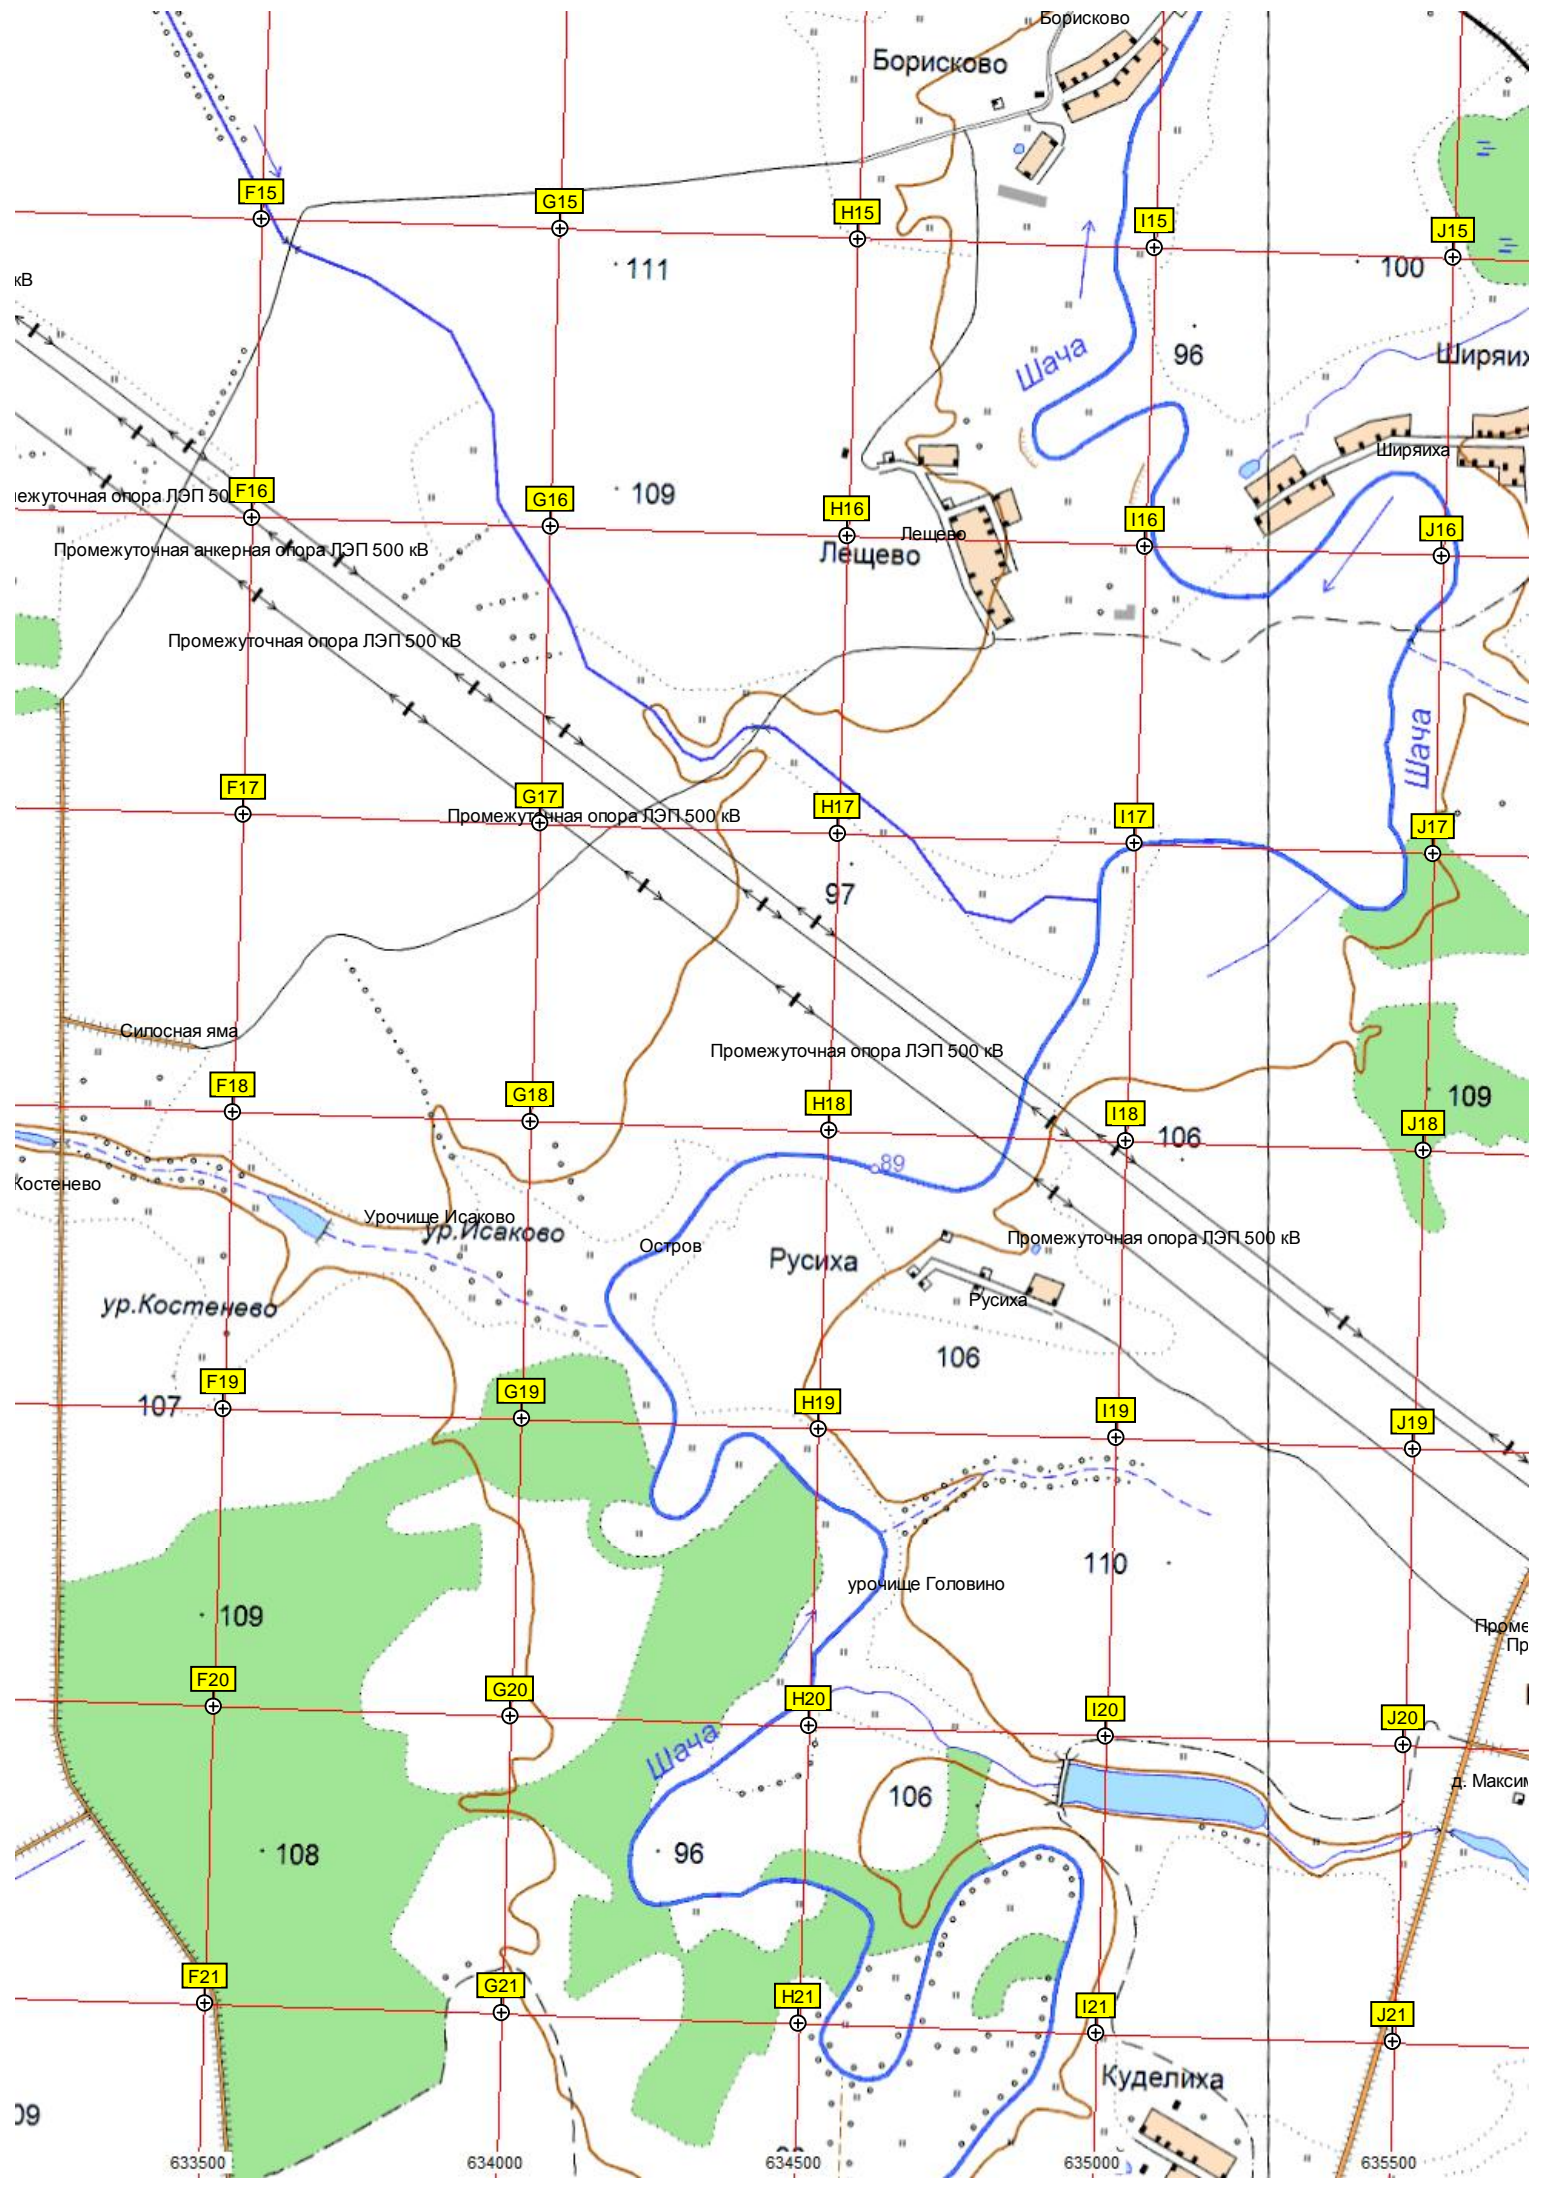 Борисково
Борисково
F15
G15
H15
I15
J15
111
100
кВ
Шача
96
Ширяих
Ширяиха
F16
G16
109
H16
I16
J16
Лещево
Лещево
Промежуточная анкерная опора ЛЭП 500 кВ
Промежуточная опора ЛЭП 500 кВ
Шача
F17
G17
H17
I17
J17
Промежуточная опора ЛЭП 500 кВ
97
Силосная яма
Промежуточная опора ЛЭП 500 кВ
F18
G18
H18
I18
J18
109
106
89
Костенево
Урочище Исаково
ур.Исаково
Остров
Русиха
Промежуточная опора ЛЭП 500 кВ
ур.Костенево
Русиха
106
F19
G19
H19
I19
J19
107
110
урочище Головино
109
Проме
Пр
F20
G20
H20
I20
J20
Шача
106
д. Максим
108
96
F21
G21
H21
I21
J21
Куделиха
09
633500
634000
634500
635000
635500